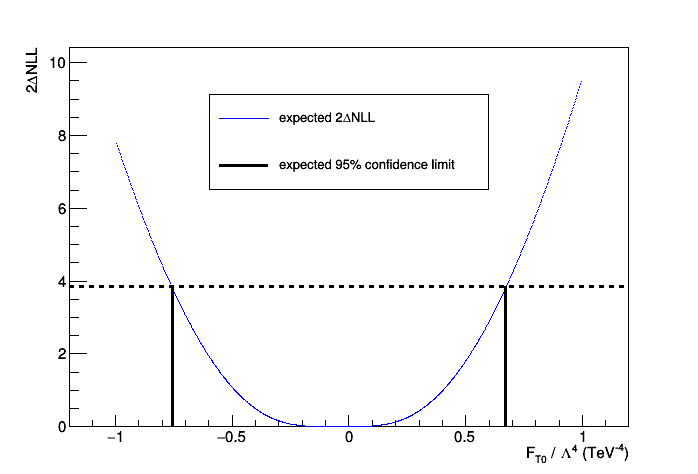 2ΔNLL
10
8
6
4
2
0
expected 2ΔNLL
expected 95% confidence limit
−1
−0.5
0
0.5
1
F_T0 / Λ^4 (TeV^-4)